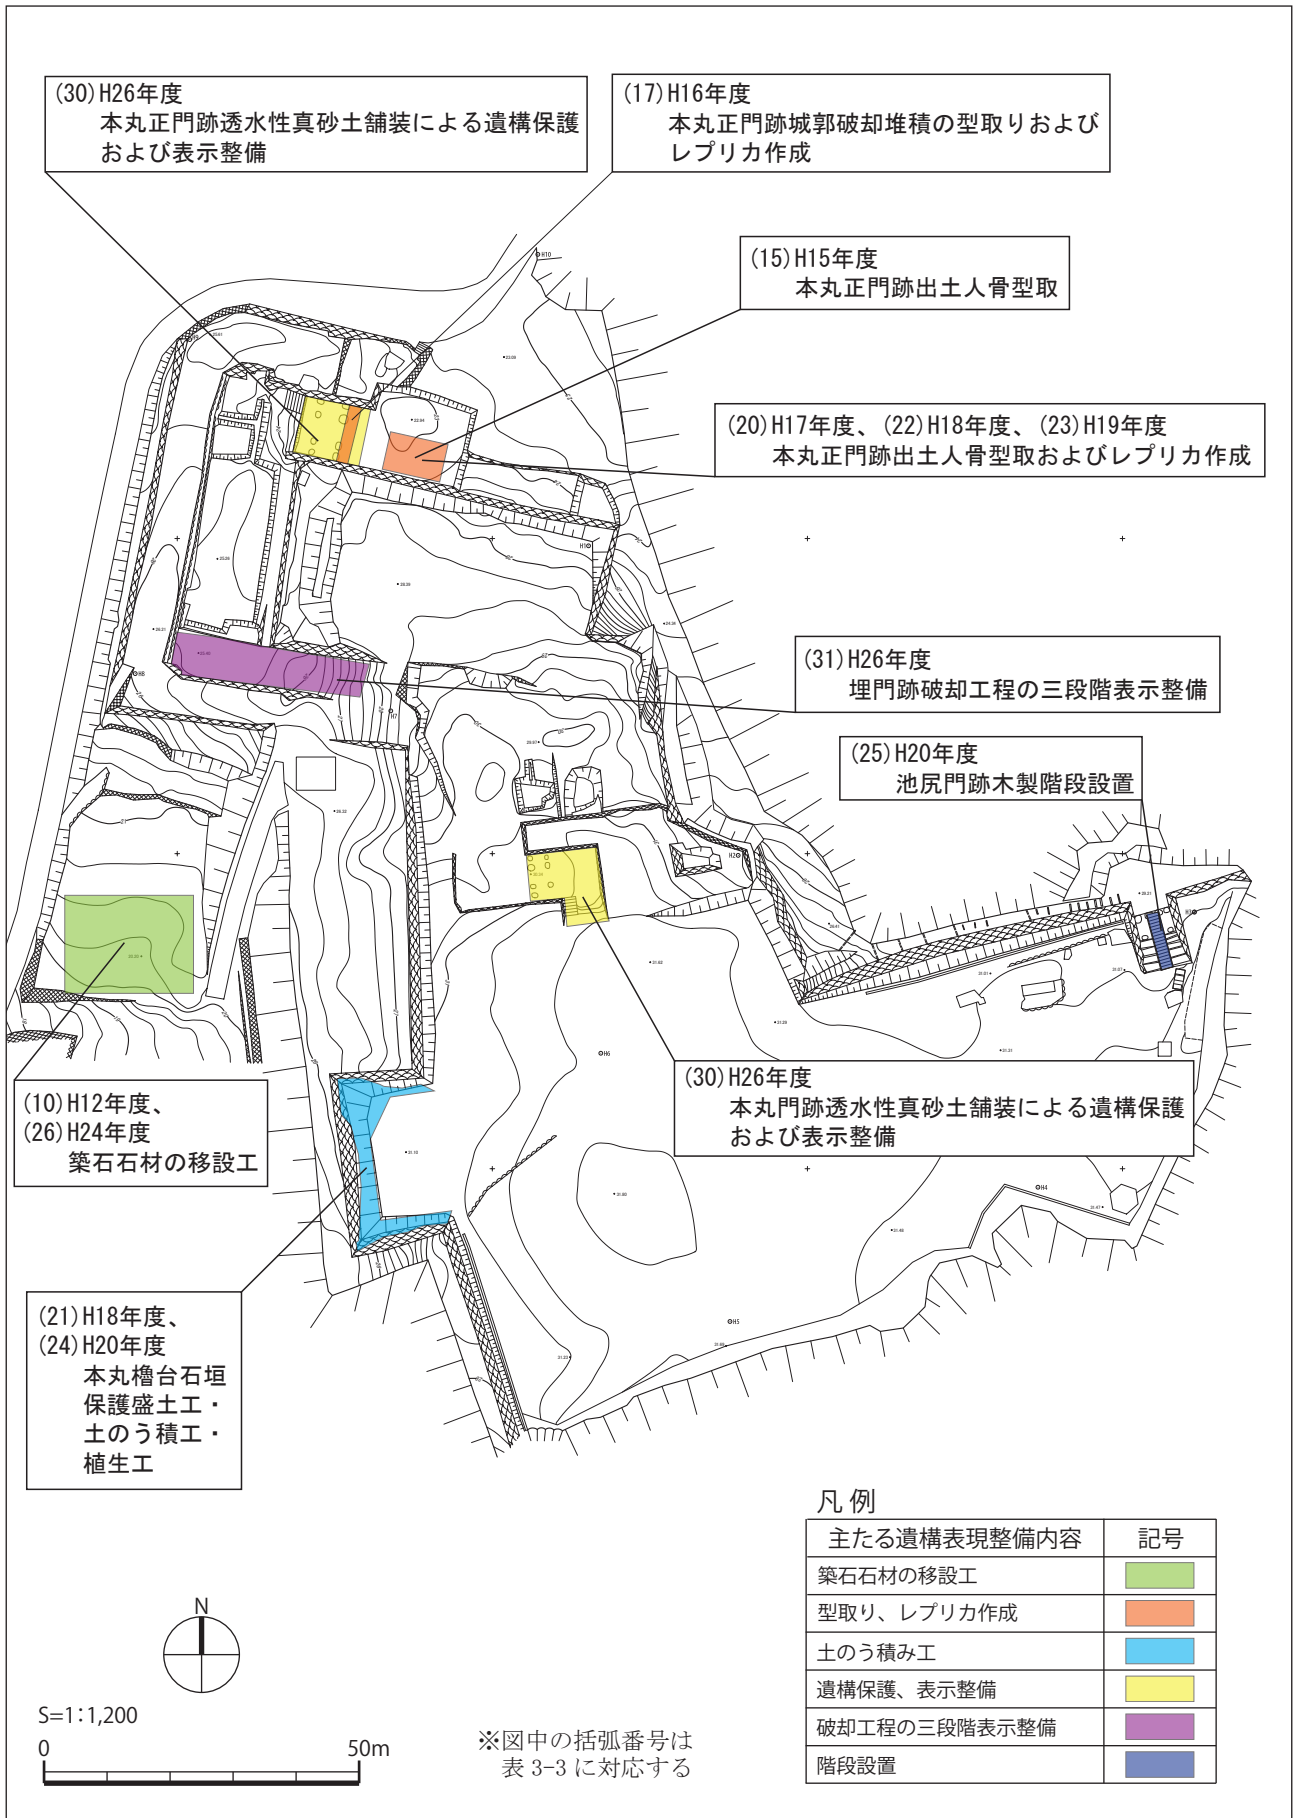 (30)H26年度
本丸正門跡透水性真砂土舗装による遺構保護
および表示整備
(17)H16年度
本丸正門跡城郭破却堆積の型取りおよび
レプリカ作成
(15)H15年度
本丸正門跡出土人骨型取
(20)H17年度、(22)H18年度、(23)H19年度
本丸正門跡出土人骨型取およびレプリカ作成
(31)H26年度
埋門跡破却工程の三段階表示整備
(25)H20年度
池尻門跡木製階段設置
(30)H26年度
本丸門跡透水性真砂土舗装による遺構保護
および表示整備
(10)H12年度、
(26)H24年度
築石石材の移設工
(21)H18年度、
(24)H20年度
本丸櫓台石垣
保護盛土工・
土のう積工・
植生工
H10
H1
H8
H7
H2
H3
H6
H4
H5
凡例
主たる遺構表現整備内容 記号
築石石材の移設工
型取り、レプリカ作成
土のう積み工
遺構保護、表示整備
破却工程の三段階表示整備
階段設置
N
S=1:1,200
0 50m
※図中の括弧番号は
表 3-3 に対応する